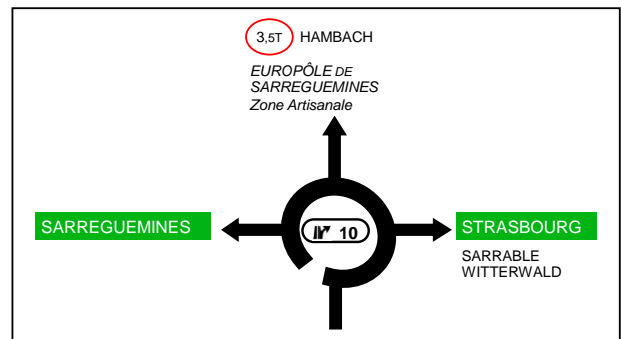 3,5T HAMBACH
EUROPÔLE DE
SARREGUEMINES
Zone Artisanale
SARREGUEMINES
10
STRASBOURG
SARRABLE
WITTERWALD